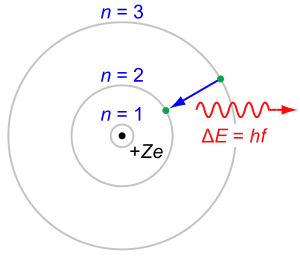 n = 3
n = 2
n = 1
+Ze
ΔE = hf